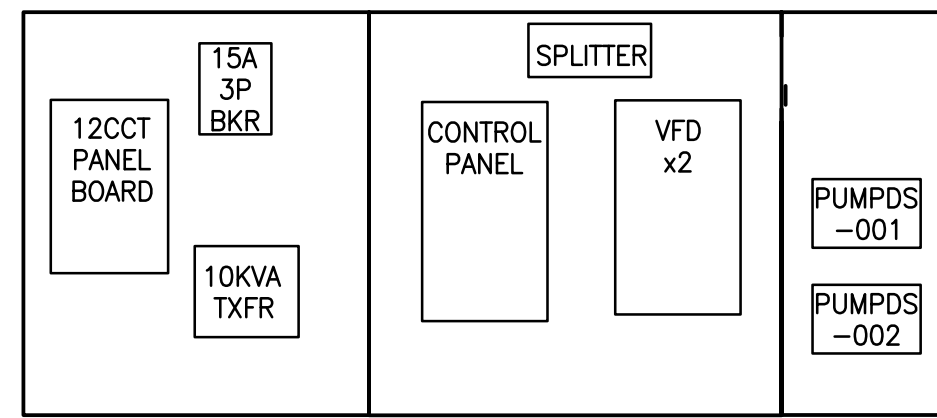 15A
3P
BKR
12CCT
PANEL
BOARD
10KVA
TXFR
SPLITTER
CONTROL
PANEL
VFD
x2
PUMPDS
-001
PUMPDS
-002